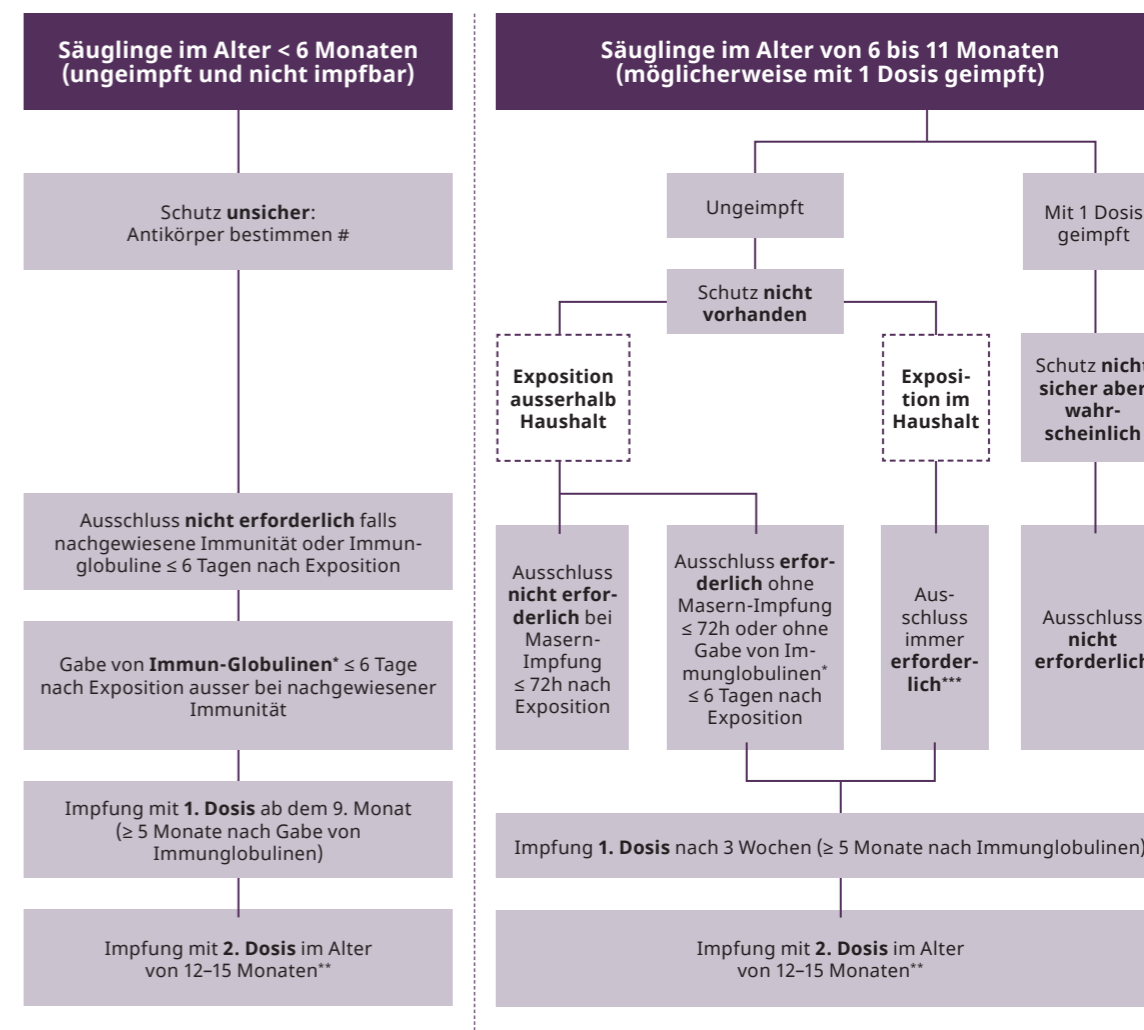 Säuglinge im Alter < 6 Monaten
(ungeimpft und nicht impfbar)
Schutz unsicher:
Antikörper bestimmen #
Ausschluss nicht erforderlich falls
nachgewiesene Immunität oder Immun-
globuline ≤ 6 Tagen nach Exposition
Gabe von Immun-Globulinen* ≤ 6 Tage
nach Exposition ausser bei nachgewiesener
Immunität
Impfung mit 1. Dosis ab dem 9. Monat
(≥ 5 Monate nach Gabe von
Immunglobulinen)
Impfung mit 2. Dosis im Alter
von 12–15 Monaten**
Säuglinge im Alter von 6 bis 11 Monaten
(möglicherweise mit 1 Dosis geimpft)
Ungeimpft
Schutz nicht
vorhanden
Exposition
ausserhalb
Haushalt
Exposi-
tion im
Haushalt
Ausschluss
nicht erfor-
derlich bei
Masern-
Impfung
≤ 72h nach
Exposition
Ausschluss erfor-
derlich ohne
Masern-Impfung
≤ 72h oder ohne
Gabe von Im-
munglobulinen*
≤ 6 Tagen nach
Exposition
Aus-
schluss
immer
erforder-
lich***
Mit 1 Dosis
geimpft
Schutz nicht
sicher aber
wahr-
scheinlich
Ausschluss
nicht
erforderlich
Impfung 1. Dosis nach 3 Wochen (≥ 5 Monate nach Immunglobulinen)
Impfung mit 2. Dosis im Alter
von 12–15 Monaten**